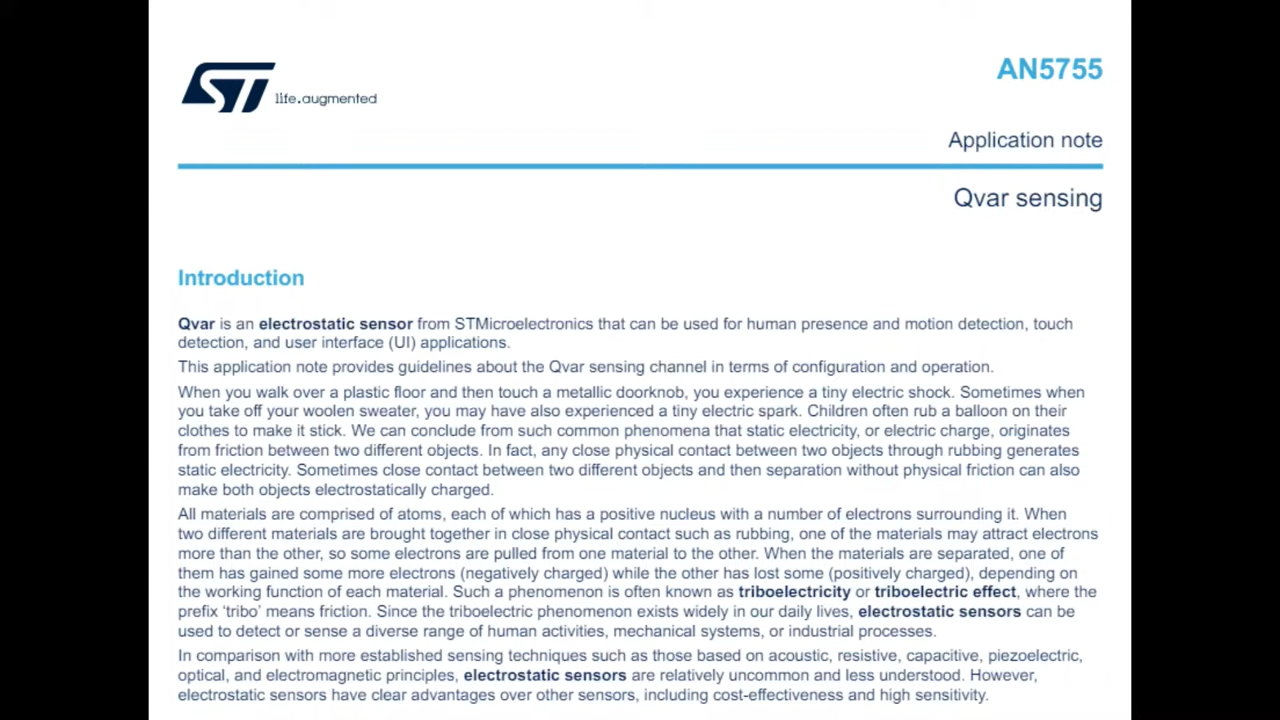 ST life.augmented
AN5755
Application note
Qvar sensing
Introduction
Qvar is an electrostatic sensor from STMicroelectronics that can be used for human presence and motion detection, touch
detection, and user interface (UI) applications.
This application note provides guidelines about the Qvar sensing channel in terms of configuration and operation.
When you walk over a plastic floor and then touch a metallic doorknob, you experience a tiny electric shock. Sometimes when
you take off your woolen sweater, you may have also experienced a tiny electric spark. Children often rub a balloon on their
clothes to make it stick. We can conclude from such common phenomena that static electricity, or electric charge, originates
from friction between two different objects. In fact, any close physical contact between two objects through rubbing generates
static electricity. Sometimes close contact between two different objects and then separation without physical friction can also
make both objects electrostatically charged.
All materials are comprised of atoms, each of which has a positive nucleus with a number of electrons surrounding it. When
two different materials are brought together in close physical contact such as rubbing, one of the materials may attract electrons
more than the other, so some electrons are pulled from one material to the other. When the materials are separated, one of
them has gained some more electrons (negatively charged) while the other has lost some (positively charged), depending on
the working function of each material. Such a phenomenon is often known as triboelectricity or triboelectric effect, where the
prefix ‘tribo’ means friction. Since the triboelectric phenomenon exists widely in our daily lives, electrostatic sensors can be
used to detect or sense a diverse range of human activities, mechanical systems, or industrial processes.
In comparison with more established sensing techniques such as those based on acoustic, resistive, capacitive, piezoelectric,
optical, and electromagnetic principles, electrostatic sensors are relatively uncommon and less understood. However,
electrostatic sensors have clear advantages over other sensors, including cost-effectiveness and high sensitivity.